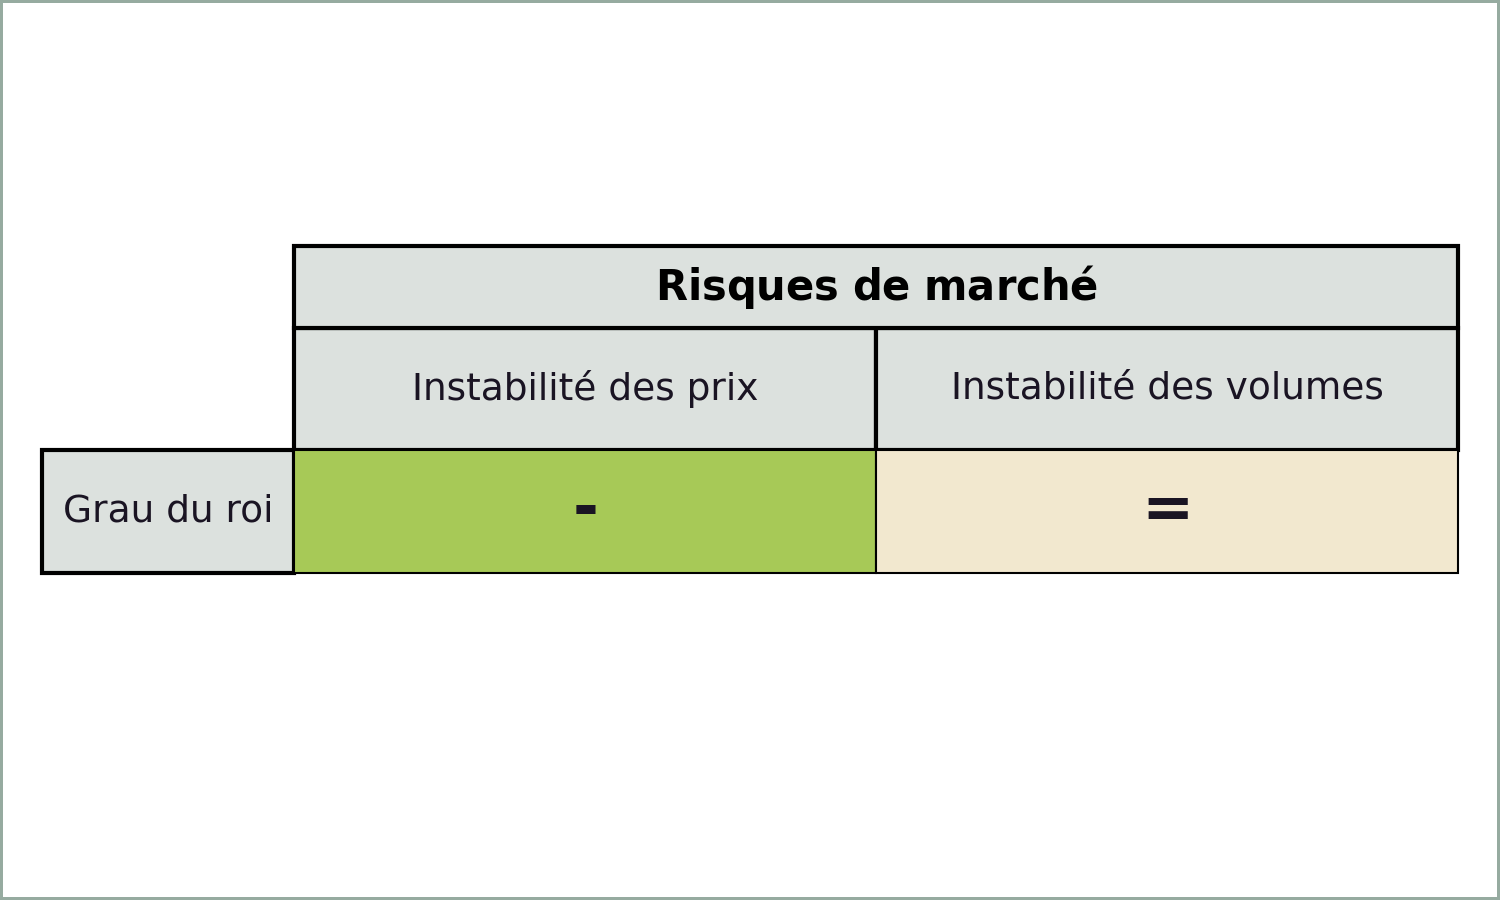 Risques de marché
Instabilité des prix
Instabilité des volumes
Grau du roi
-
=